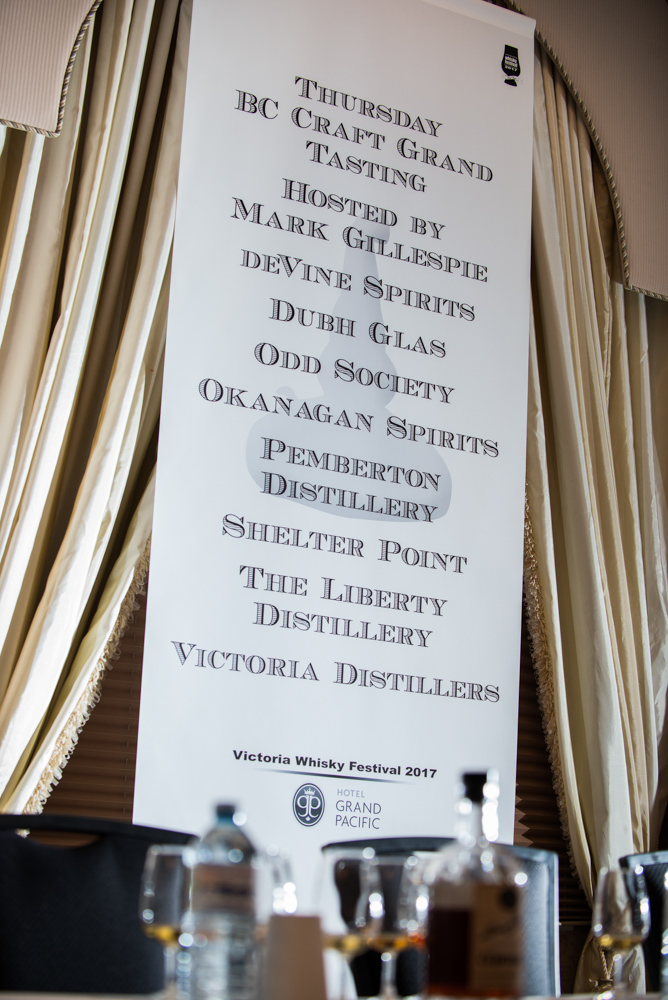 Thursday
BC Craft Grand
Tasting
Hosted by
Mark Gillespie
deVine Spirits
Dubh Glas
Odd Society
Okanagan Spirits
Pemberton
Distillery
Shelter Point
The Liberty
Distillery
Victoria Distillers
Victoria Whisky Festival 2017
HOTEL
GRAND
PACIFIC